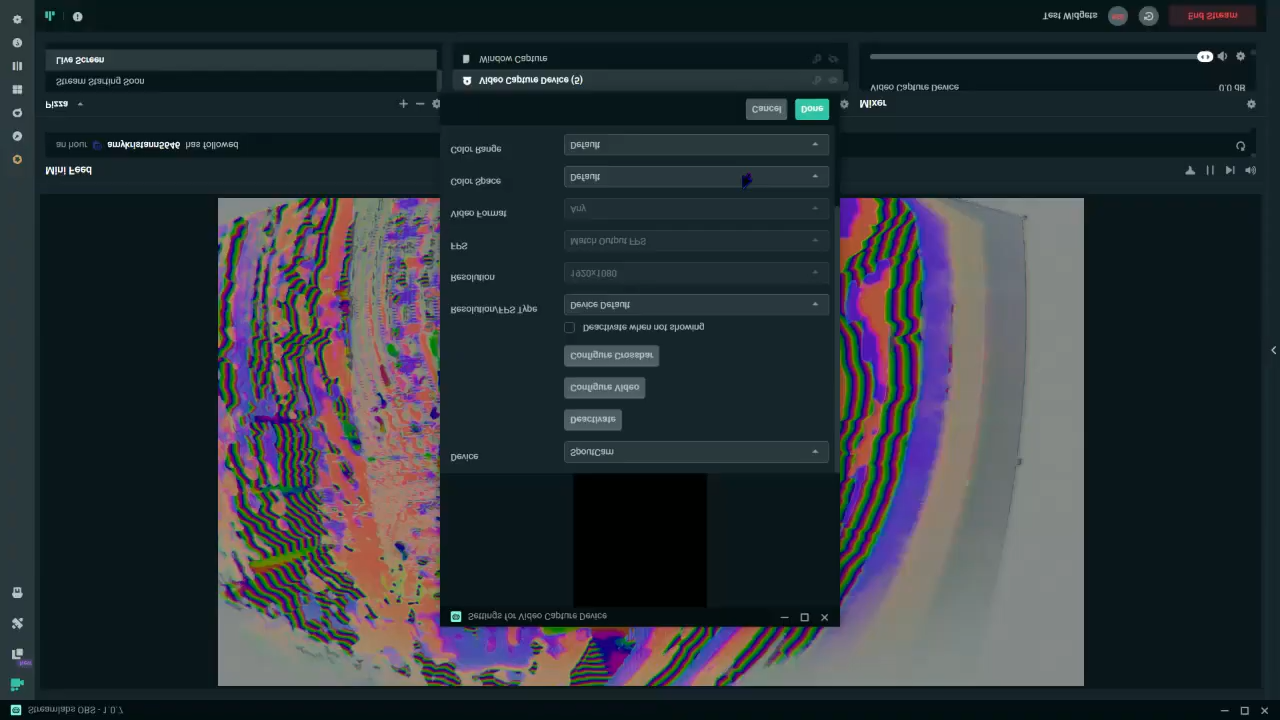 Streamlabs OBS - 1.0.7
Settings for Video Capture Device
Device
SpoutCam
Deactivate
Configure Video
Configure Crossbar
Deactivate when not showing
Resolution/FPS Type
Device Default
Resolution
1920x1080
FPS
Match Output FPS
Video Format
Any
Color Space
Default
Color Range
Default
Cancel
Done
Mini Feed
an hour
amykristann5646 has followed
Pizza
Mixer
Stream Starting Soon
Video Capture Device (5)
Video Capture Device
0.0 dB
Live Screen
Window Capture
Test Widgets
REC
End Stream